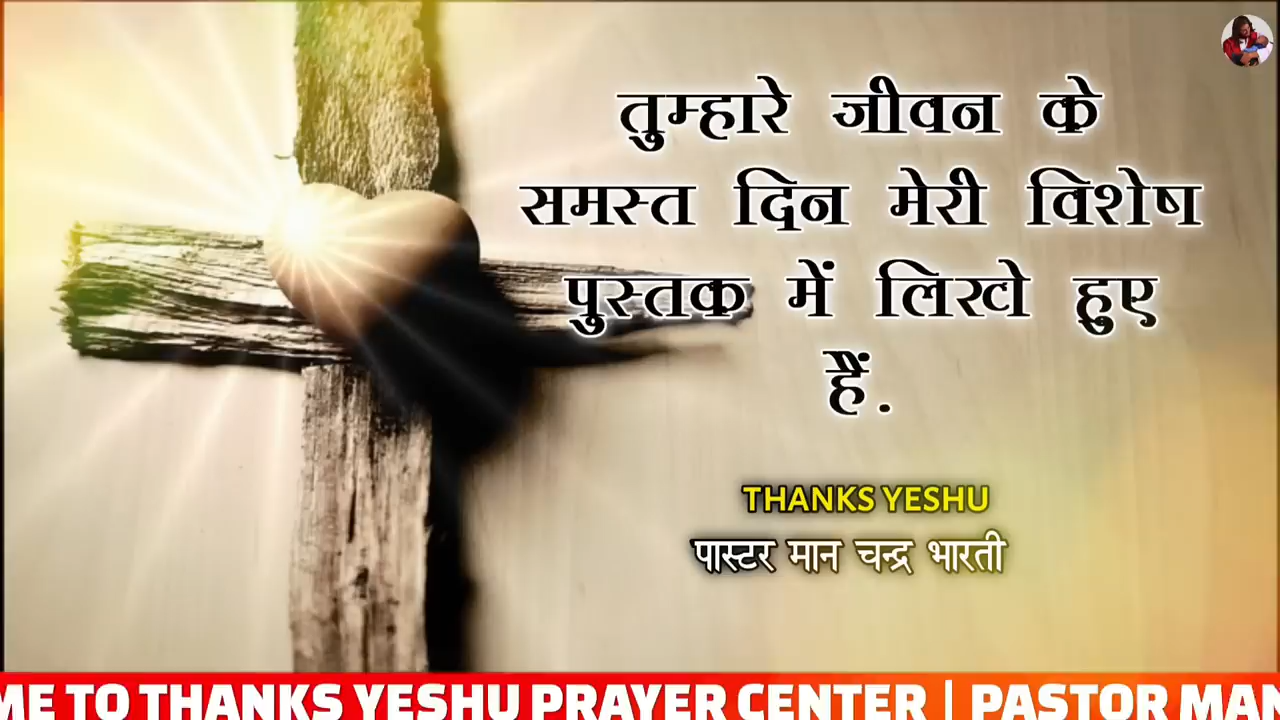 तुम्हारे जीवन के
समस्त दिन मेरी विशेष
पुस्तक में लिखे हुए
हैं.
THANKS YESHU
पास्टर मान चन्द्र भारती
ME TO THANKS YESHU PRAYER CENTER | PASTOR MAN